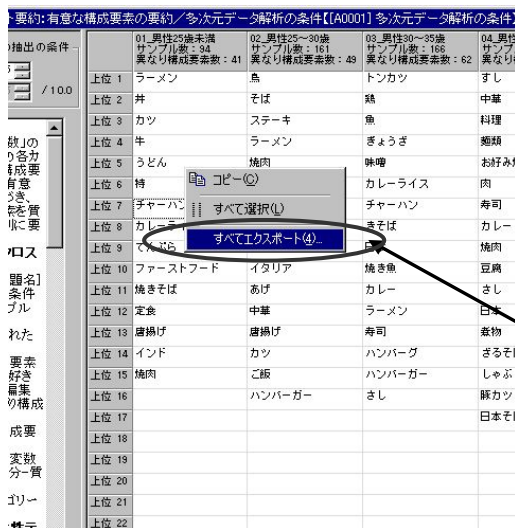 ト要約:有意な構成要素の要約／多次元データ解析の条件【[A0001] 多次元データ解析の条件】
抽出の条件
/ 100
数」の
の各カ
構成要
有意
づき、
素を質
に要
クロス
題名]
条件
プル
れた
要素
好き
編集
り構成
成要
変数
分-質
ゴリー
01_男性25歳未満
サンプル数：94
異なり構成要素数：41
02_男性25～30歳
サンプル数：161
異なり構成要素数：49
03_男性30～35歳
サンプル数：166
異なり構成要素数：62
04_男性
サンプ
異なり
上位 1 ラーメン 魚 トンカツ すし
上位 2 丼 そば 鶏 中華
上位 3 カツ ステーキ 魚 料理
上位 4 牛 ラーメン ぎょうざ 麺類
上位 5 うどん 焼肉 味噌 お好み
上位 6 特 カレーライス 肉
上位 7 チャーハン チャーハン 寿司
上位 8 カレーライ きそば カレー
上位 9 てんぷら 焼肉
コピー(C)
すべて選択(L)
すべてエクスポート(4)...
上位 10 ファーストフード イタリア 焼き魚 豆腐
上位 11 焼きそば あげ カレー さし
上位 12 定食 中華 ラーメン 日本
上位 13 唐揚げ 唐揚げ 寿司 煮物
上位 14 インド カツ ハンバーグ ざるそ
上位 15 焼肉 ご飯 ハンバーガー しゃぶ
上位 16 ハンバーガー さし 豚カツ
上位 17 日本そ
上位 18
上位 19
上位 20
上位 21
上位 22